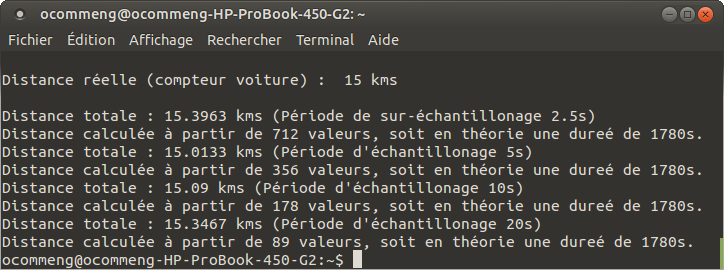 ocommeng@ocommeng-HP-ProBook-450-G2: ~
Fichier Édition Affichage Rechercher Terminal Aide
Distance réelle (compteur voiture) :  15 kms
Distance totale : 15.3963 kms (Période de sur-échantillonage 2.5s)
Distance calculée à partir de 712 valeurs, soit en théorie une dureé de 1780s.
Distance totale : 15.0133 kms (Période d'échantillonage 5s)
Distance calculée à partir de 356 valeurs, soit en théorie une dureé de 1780s.
Distance totale : 15.09 kms (Période d'échantillonage 10s)
Distance calculée à partir de 178 valeurs, soit en théorie une dureé de 1780s.
Distance totale : 15.3467 kms (Période d'échantillonage 20s)
Distance calculée à partir de 89 valeurs, soit en théorie une dureé de 1780s.
ocommeng@ocommeng-HP-ProBook-450-G2:~$